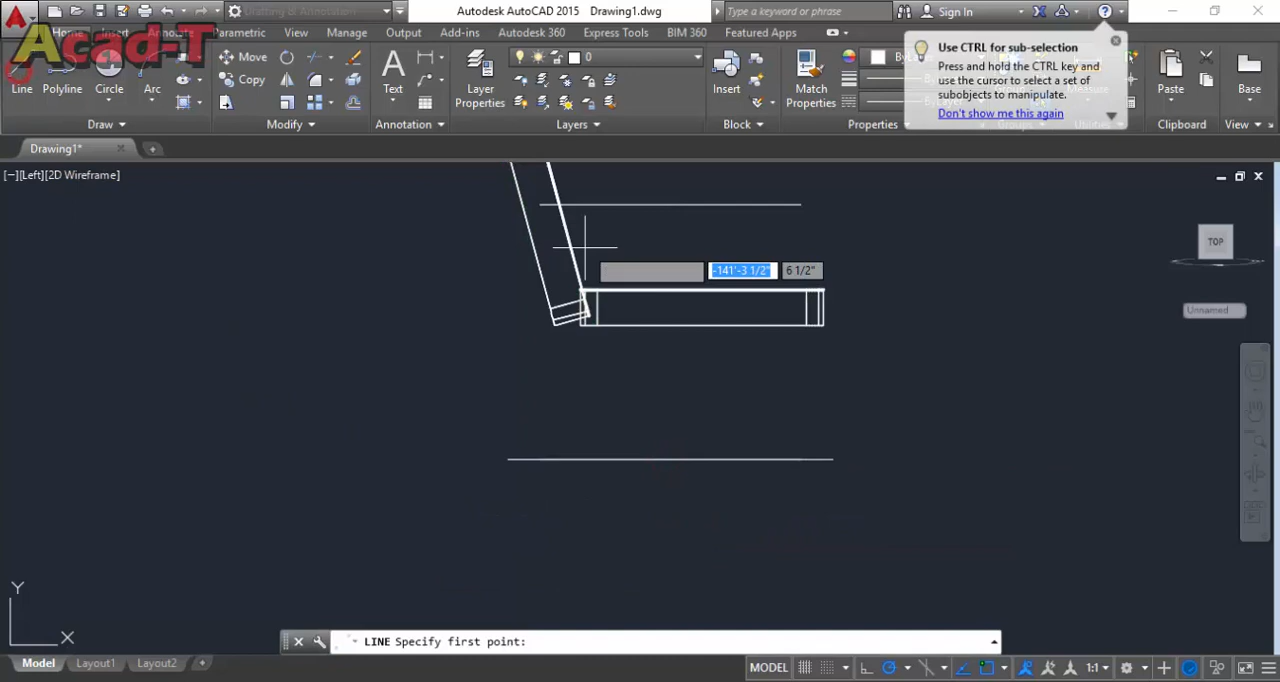 Autodesk AutoCAD 2015 Drawing1.dwg
Type a keyword or phrase
Sign In
Acad-T
Parametric
View
Manage
Output
Add-ins
Autodesk 360
Express Tools
BIM 360
Featured Apps
Line
Polyline
Circle
Arc
Draw
Move
Copy
Modify
Text
Annotation
Layer Properties
0
Layers
Insert
Block
Match Properties
Properties
Use CTRL for sub-selection
Press and hold the CTRL key and
use the cursor to select a set of
subobjects to manipulate.
Don't show me this again
Paste
Clipboard
Base
View
Drawing1*
[−][Left][2D Wireframe]
TOP
-141'-3 1/2"
6 1/2"
Unnamed
Y
X
LINE Specify first point:
Model
Layout1
Layout2
MODEL
1:1